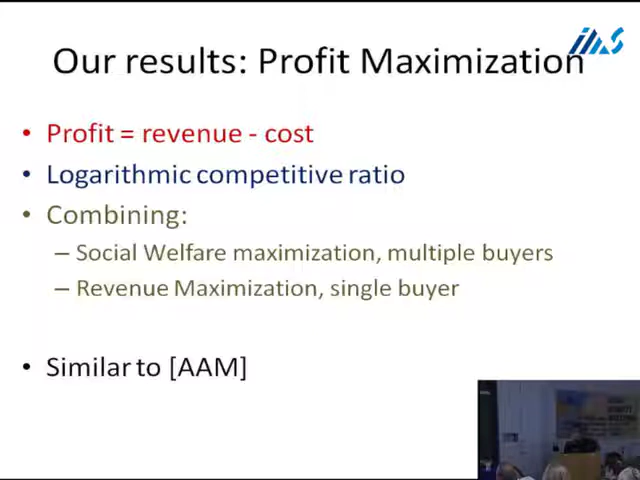 IMS
Our results: Profit Maximization
• Profit = revenue - cost
• Logarithmic competitive ratio
• Combining:
– Social Welfare maximization, multiple buyers
– Revenue Maximization, single buyer
• Similar to [AAM]